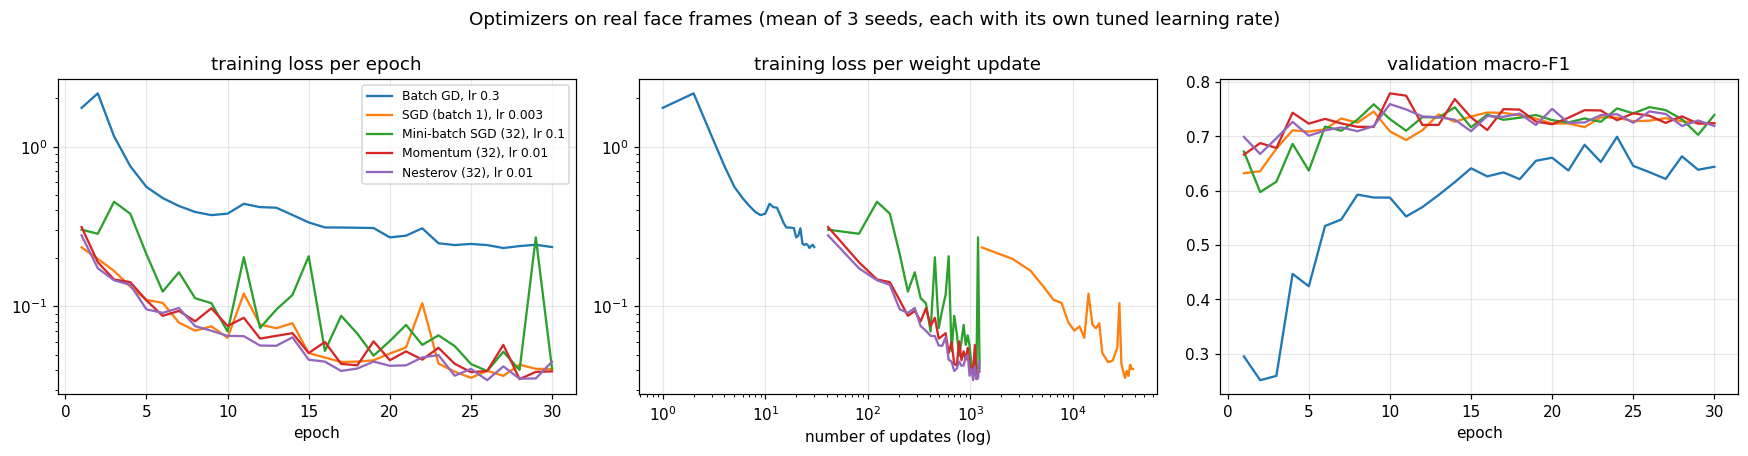 Optimizers on real face frames (mean of 3 seeds, each with its own tuned learning rate)
training loss per epoch
10⁰
10⁻¹
Batch GD, lr 0.3
SGD (batch 1), lr 0.003
Mini-batch SGD (32), lr 0.1
Momentum (32), lr 0.01
Nesterov (32), lr 0.01
0 5 10 15 20 25 30
epoch
training loss per weight update
10⁰
10⁻¹
10⁰ 10¹ 10² 10³ 10⁴
number of updates (log)
validation macro-F1
0.8
0.7
0.6
0.5
0.4
0.3
0 5 10 15 20 25 30
epoch